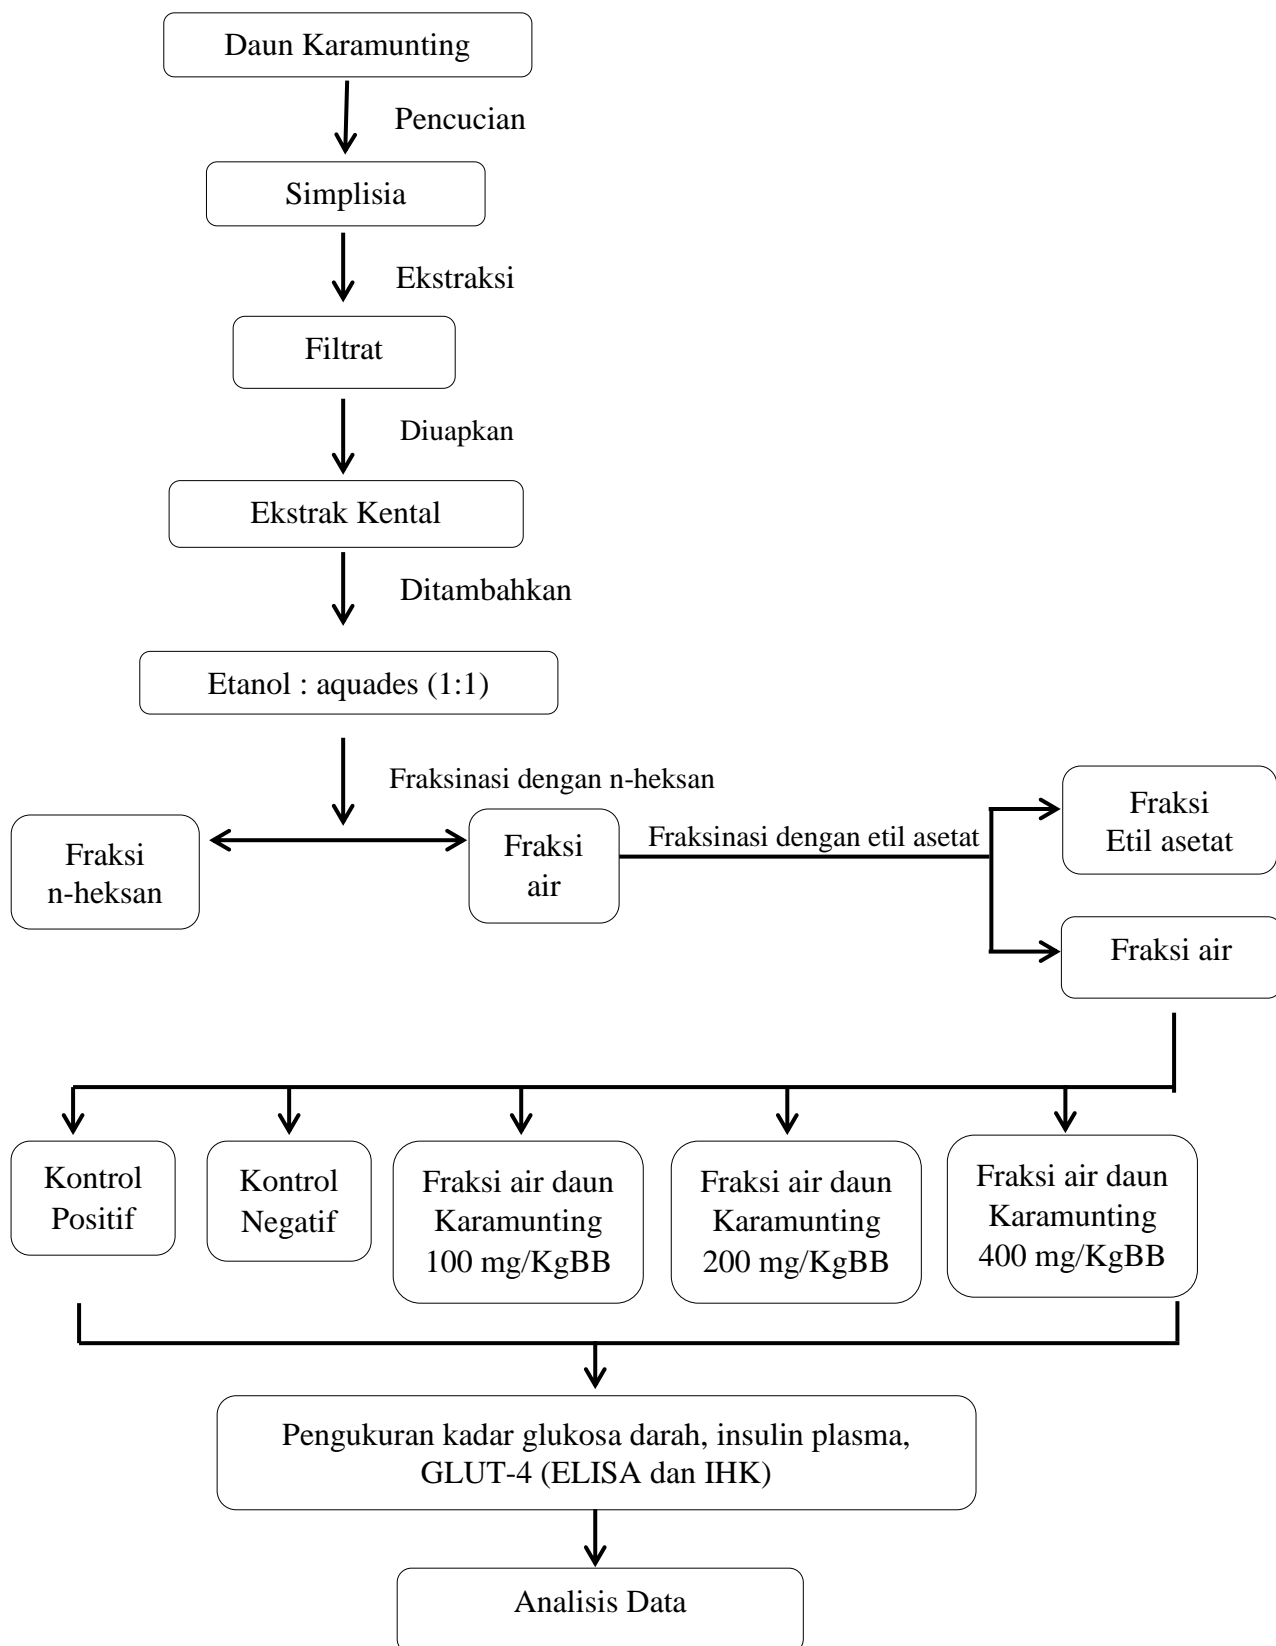 Daun Karamunting
Pencucian
Simplisia
Ekstraksi
Filtrat
Diuapkan
Ekstrak Kental
Ditambahkan
Etanol : aquades (1:1)
Fraksinasi dengan n-heksan
Fraksi
n-heksan
Fraksi
air
Fraksinasi dengan etil asetat
Fraksi
Etil asetat
Fraksi air
Kontrol
Positif
Kontrol
Negatif
Fraksi air daun
Karamunting
100 mg/KgBB
Fraksi air daun
Karamunting
200 mg/KgBB
Fraksi air daun
Karamunting
400 mg/KgBB
Pengukuran kadar glukosa darah, insulin plasma,
GLUT-4 (ELISA dan IHK)
Analisis Data